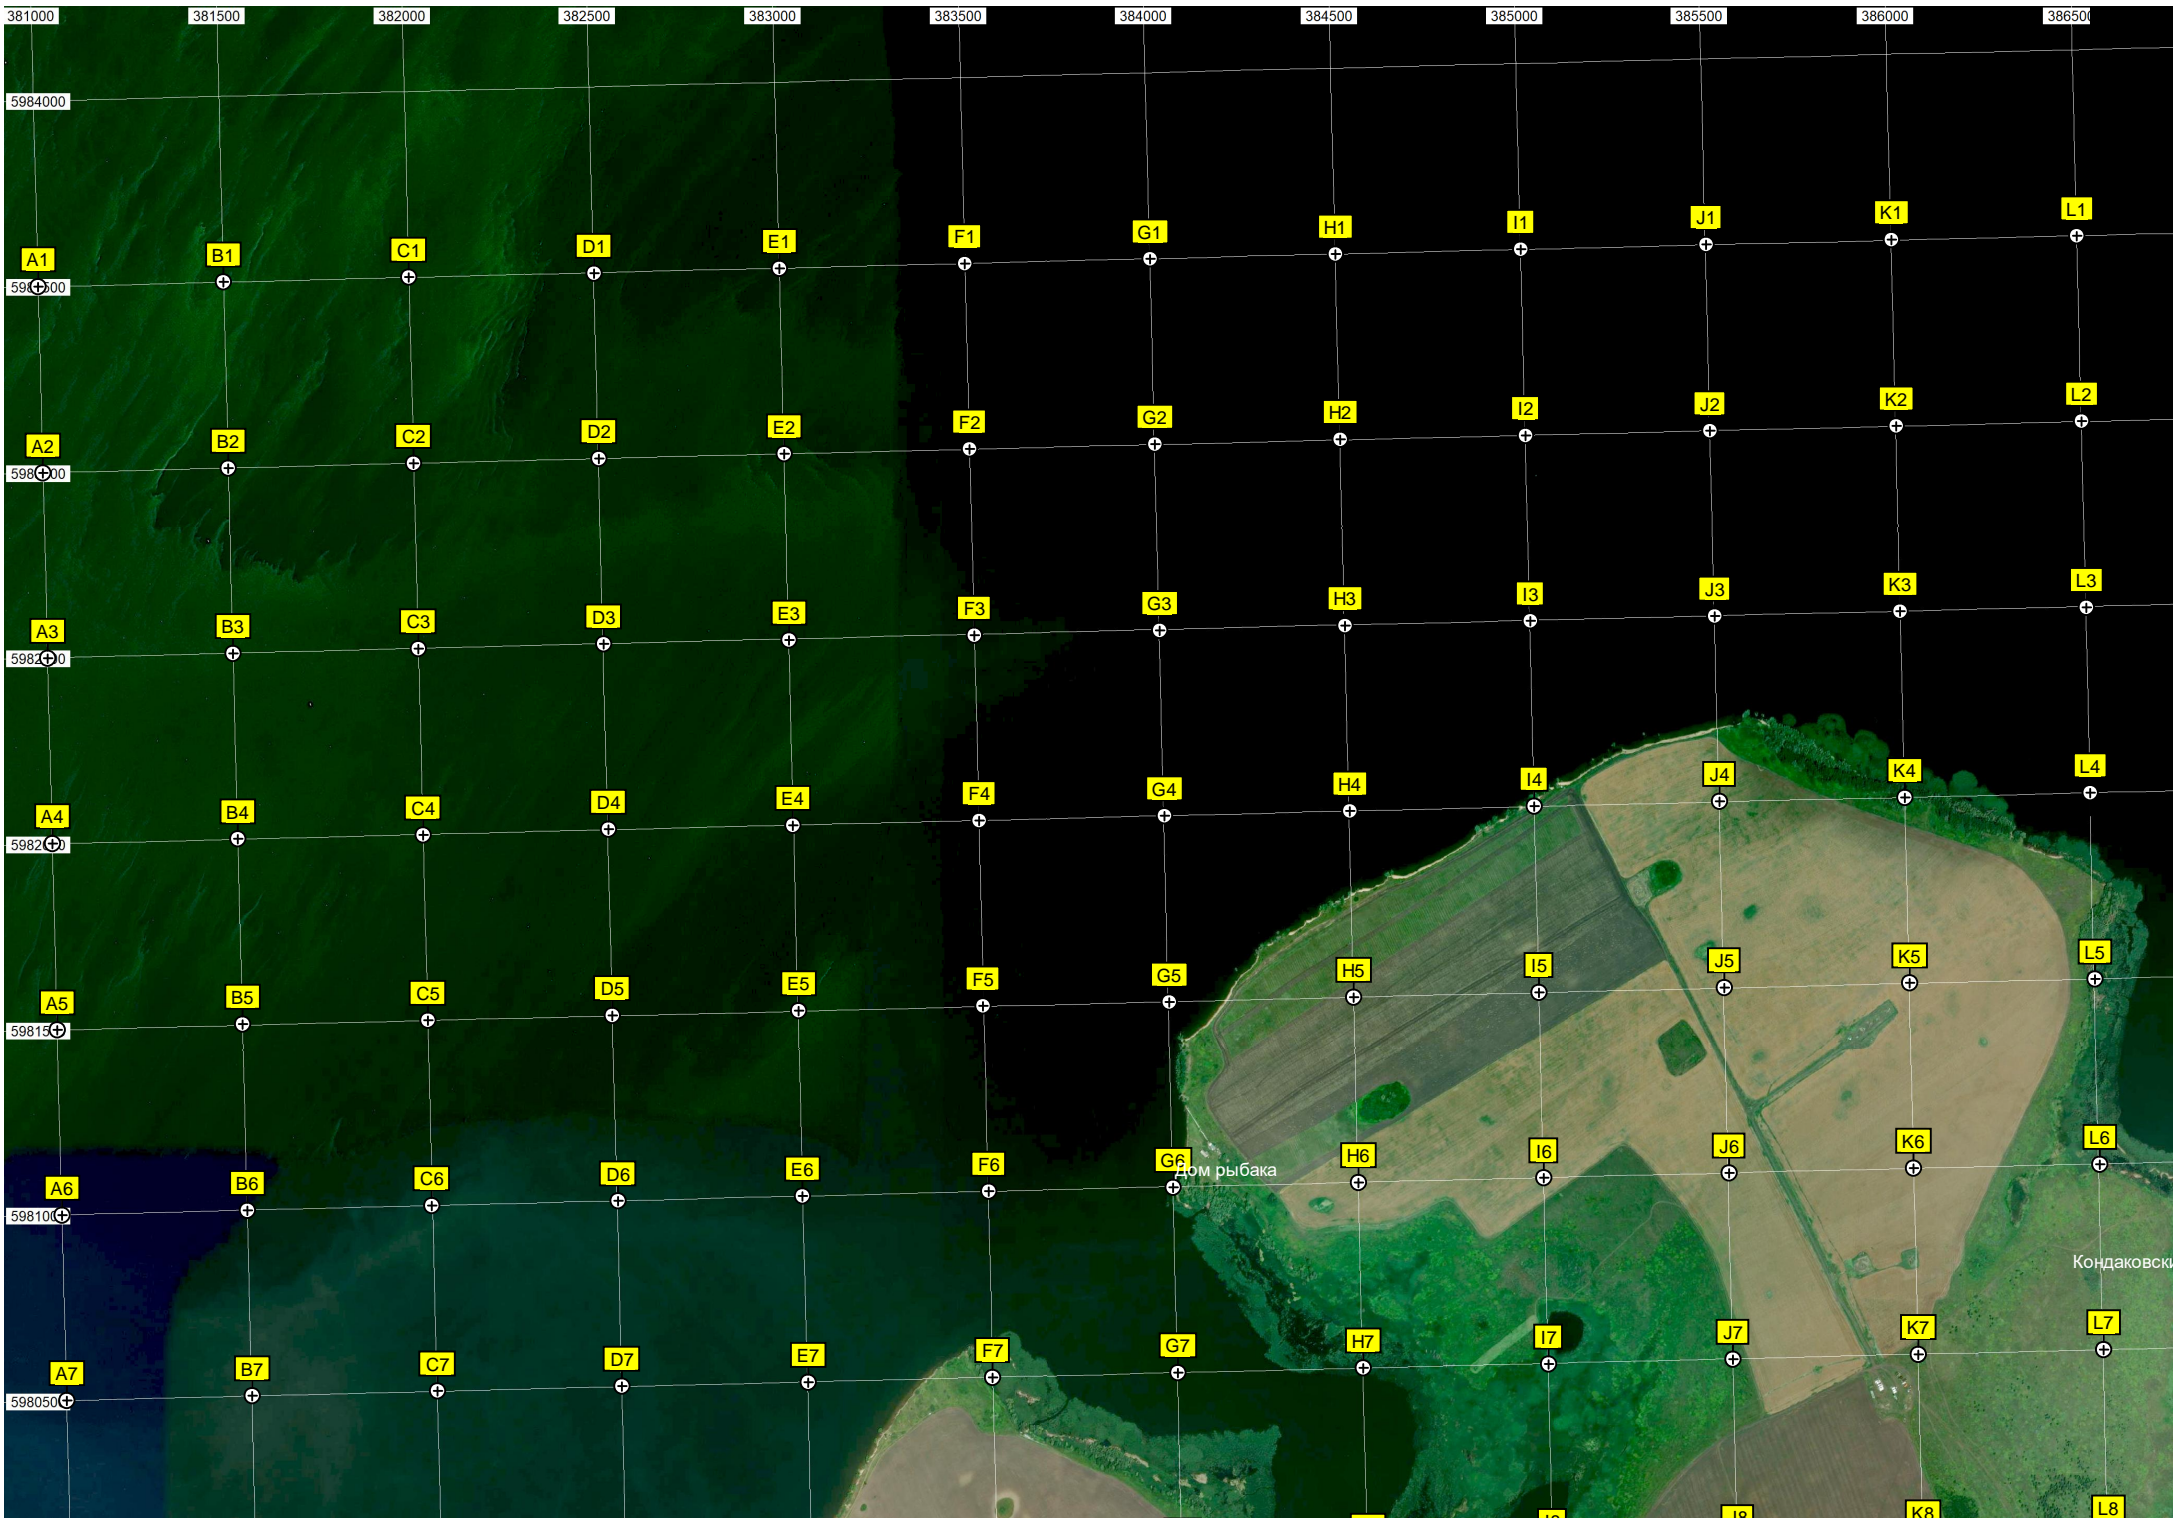 381000 381500 382000 382500 383000 383500 384000 384500 385000 385500 386000 38650
5984000
A1 B1 C1 D1 E1 F1 G1 H1 I1 J1 K1 L1
A2 B2 C2 D2 E2 F2 G2 H2 I2 J2 K2 L2
A3 B3 C3 D3 E3 F3 G3 H3 I3 J3 K3 L3
A4 B4 C4 D4 E4 F4 G4 H4 I4 J4 K4 L4
A5 B5 C5 D5 E5 F5 G5 H5 I5 J5 K5 L5
A6 B6 C6 D6 E6 F6 G6 H6 I6 J6 K6 L6
Дом рыбака
598100
Кондаковски
A7 B7 C7 D7 E7 F7 G7 H7 I7 J7 K7 L7
598050
J8 K8 L8